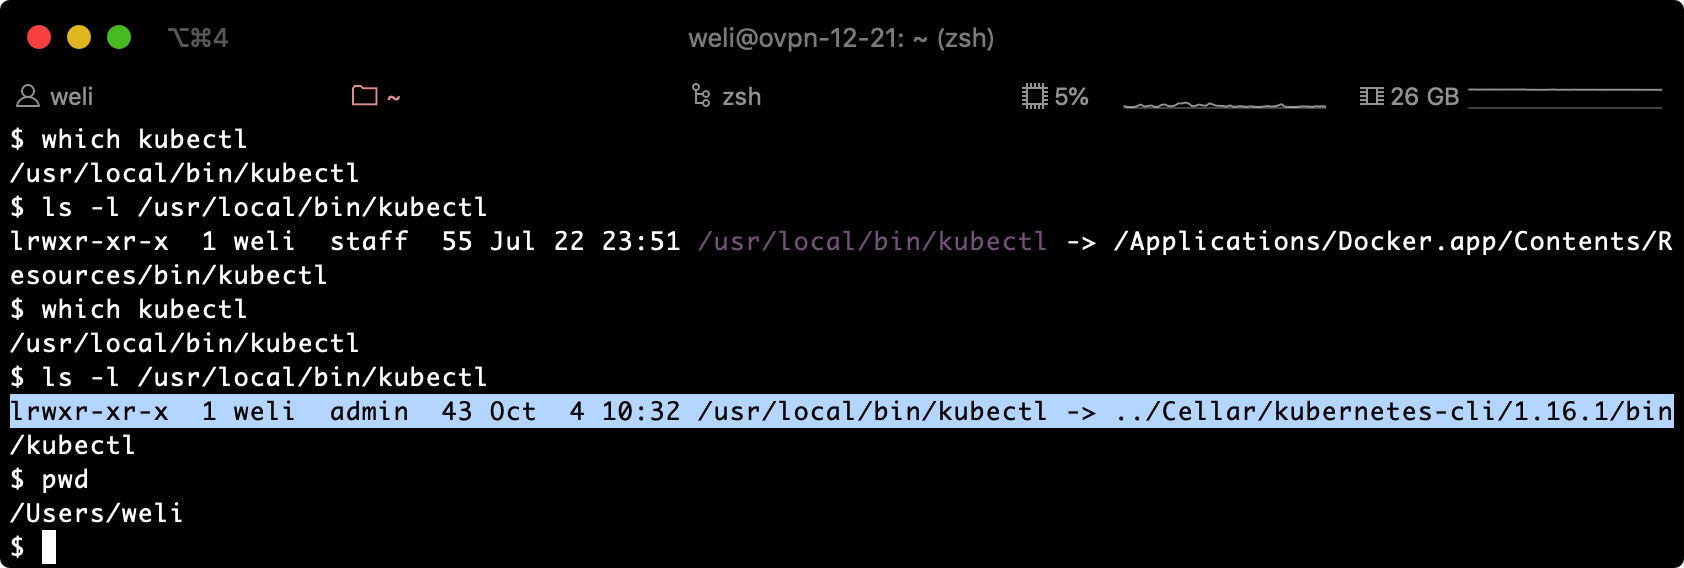 ⌥⌘4
weli@ovpn-12-21: ~ (zsh)
weli ~ zsh 5% 26 GB
$ which kubectl
/usr/local/bin/kubectl
$ ls -l /usr/local/bin/kubectl
lrwxr-xr-x  1 weli  staff  55 Jul 22 23:51 /usr/local/bin/kubectl -> /Applications/Docker.app/Contents/R
esources/bin/kubectl
$ which kubectl
/usr/local/bin/kubectl
$ ls -l /usr/local/bin/kubectl
lrwxr-xr-x  1 weli  admin  43 Oct  4 10:32 /usr/local/bin/kubectl -> ../Cellar/kubernetes-cli/1.16.1/bin
/kubectl
$ pwd
/Users/weli
$